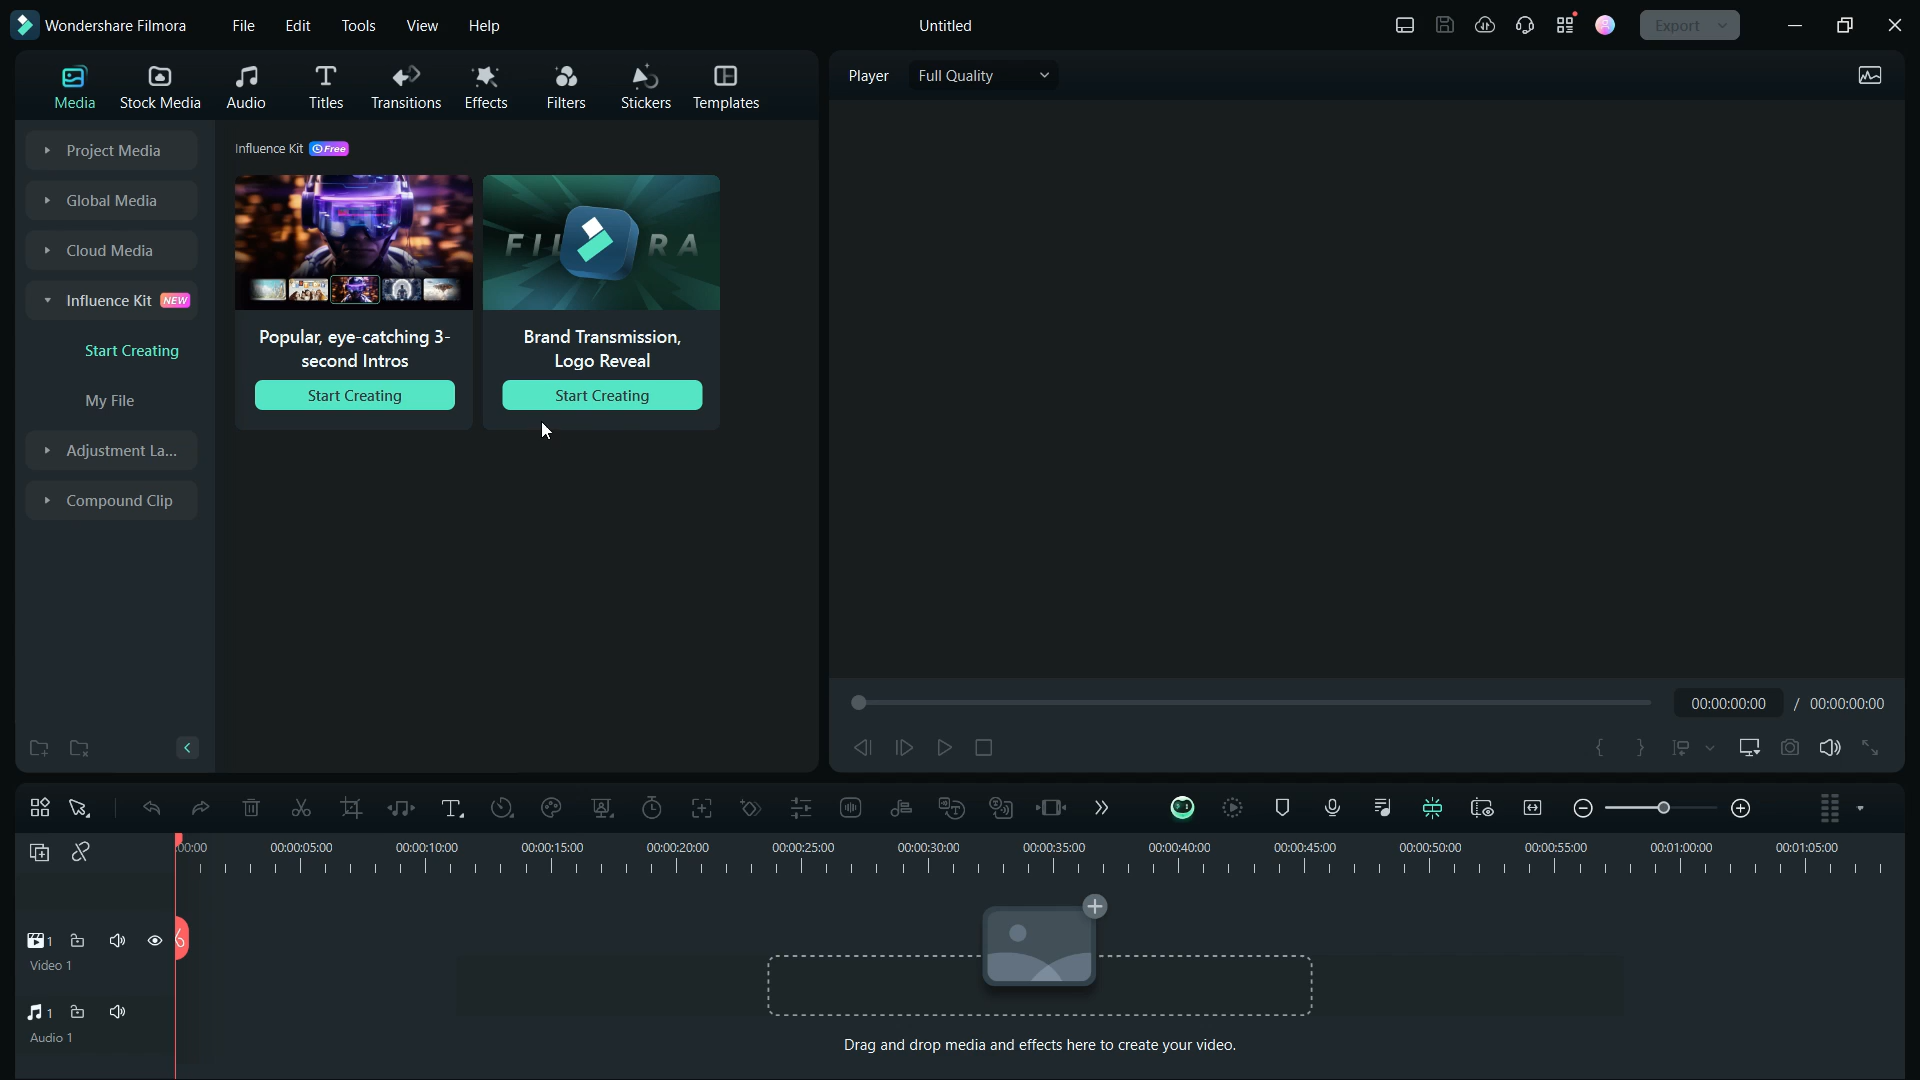 Wondershare Filmora
File Edit Tools View Help
Untitled
Export
Media Stock Media Audio Titles Transitions Effects Filters Stickers Templates
Player Full Quality
Project Media
Global Media
Cloud Media
Influence Kit NEW
Start Creating
My File
Adjustment La...
Compound Clip
Influence Kit Free
FIL RA
Popular, eye-catching 3-
second Intros
Start Creating
Brand Transmission,
Logo Reveal
Start Creating
00:00:00:00 / 00:00:00:00
:00:00 00:00:05:00 00:00:10:00 00:00:15:00 00:00:20:00 00:00:25:00 00:00:30:00 00:00:35:00 00:00:40:00 00:00:45:00 00:00:50:00 00:00:55:00 00:01:00:00 00:01:05:00
1
Video 1
1
Audio 1
Drag and drop media and effects here to create your video.